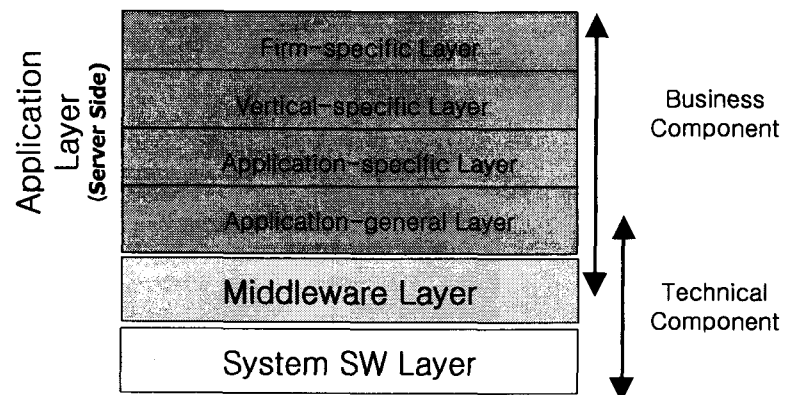 Application
Layer
(Server Side)
Firm-specific Layer
Vertical-specific Layer
Application-specific Layer
Application-general Layer
Middleware Layer
System SW Layer
Business
Component
Technical
Component